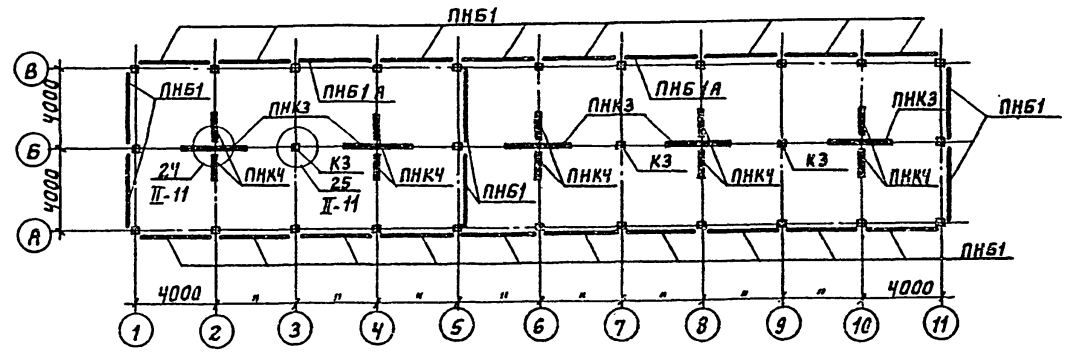 ПНБ1
В
ПНБ1 ПНБ1А ПНК3 ПНБ1А ПНК3 ПНБ1
4000
ПНК3
Б
24
II-11
ПНК4
К3
25
II-11
ПНК4
ПНБ1
ПНК4
К3
ПНК4
К3
ПНК4
4000
А
ПНБ1
4000 " " " " " " " " 4000
1 2 3 4 5 6 7 8 9 10 11